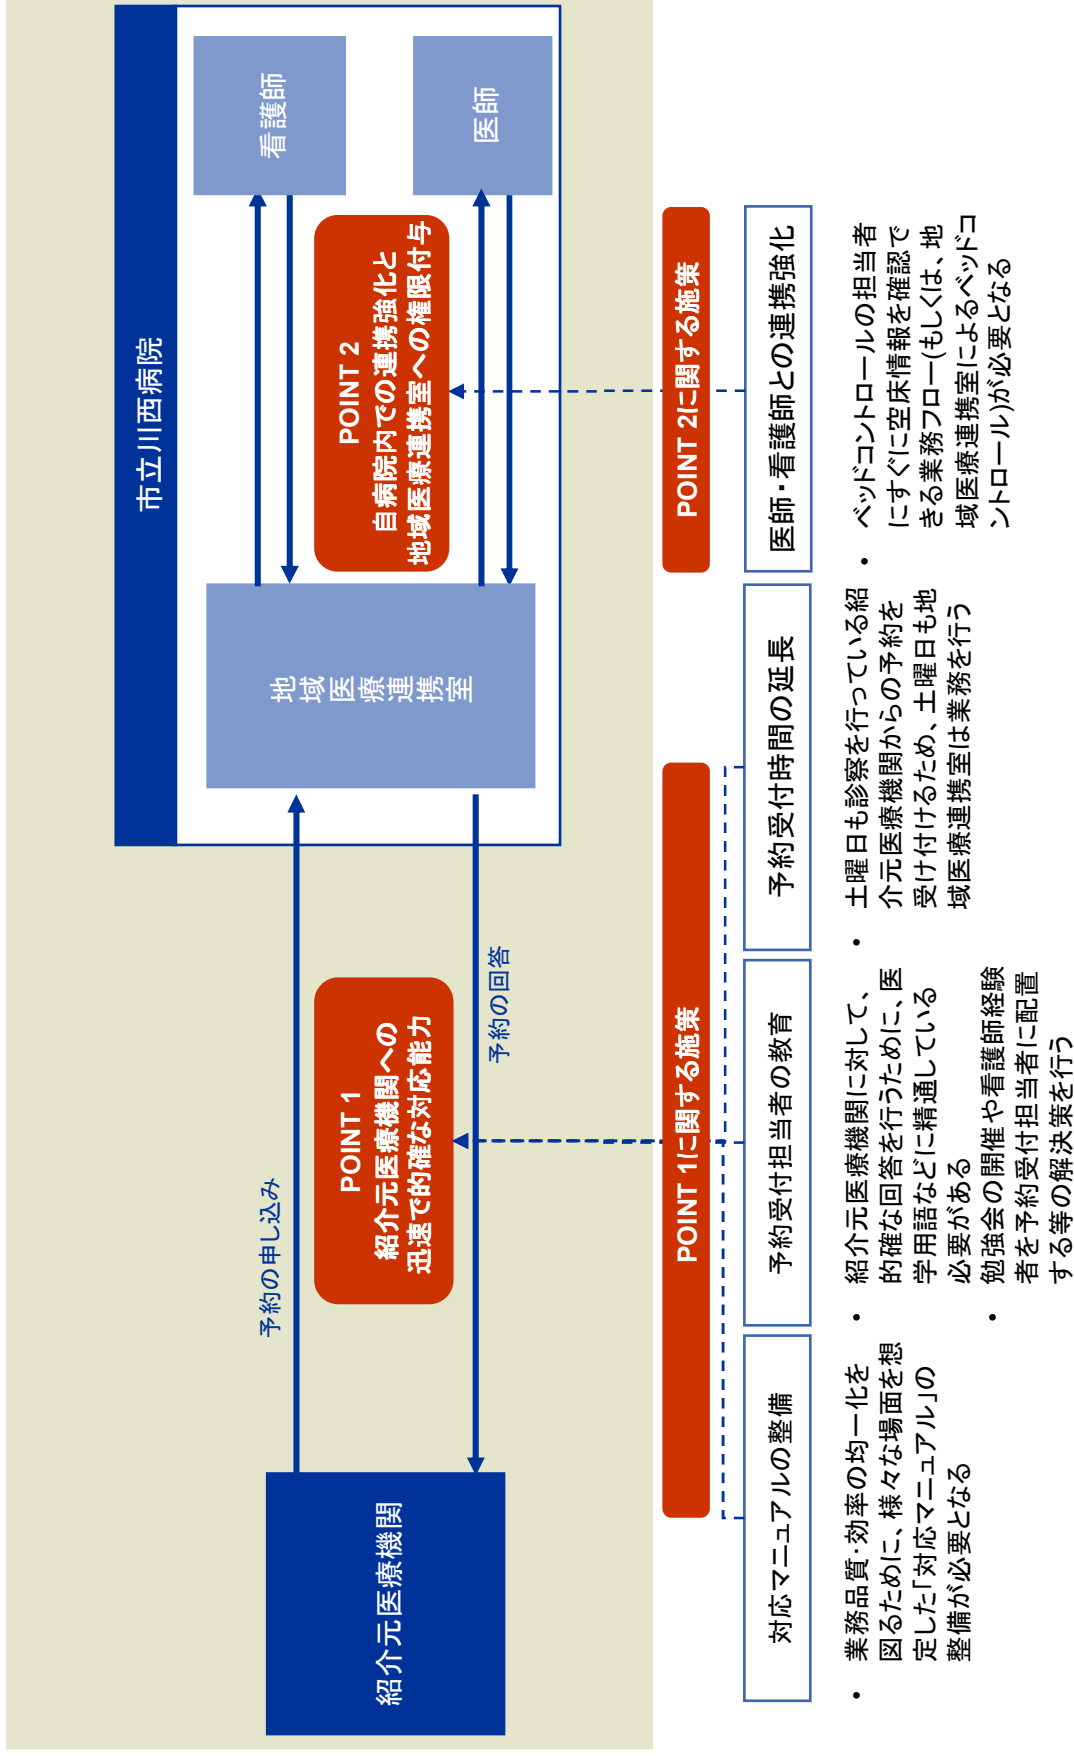 市立川西病院
看護師
医師
地域医療連携室
紹介元医療機関
予約の申し込み
予約の回答
POINT 1
紹介元医療機関への
迅速で的確な対応能力
POINT 2
自病院内での連携強化と
地域医療連携室への権限付与
POINT 1に関する施策
POINT 2に関する施策
対応マニュアルの整備
• 業務品質・効率の均一化を
図るために、様々な場面を想
定した「対応マニュアル」の
整備が必要となる
予約受付担当者の教育
• 紹介元医療機関に対して、
的確な回答を行うために、医
学用語などに精通している
必要がある
• 勉強会の開催や看護師経験
者を予約受付担当者に配置
する等の解決策を行う
予約受付時間の延長
• 土曜日も診察を行っている紹
介元医療機関からの予約を
受け付けるため、土曜日も地
域医療連携室は業務を行う
医師・看護師との連携強化
• ベッドコントロールの担当者
にすぐに空床情報を確認で
きる業務フロー(もしくは、地
域医療連携室によるベッドコ
ントロール)が必要となる